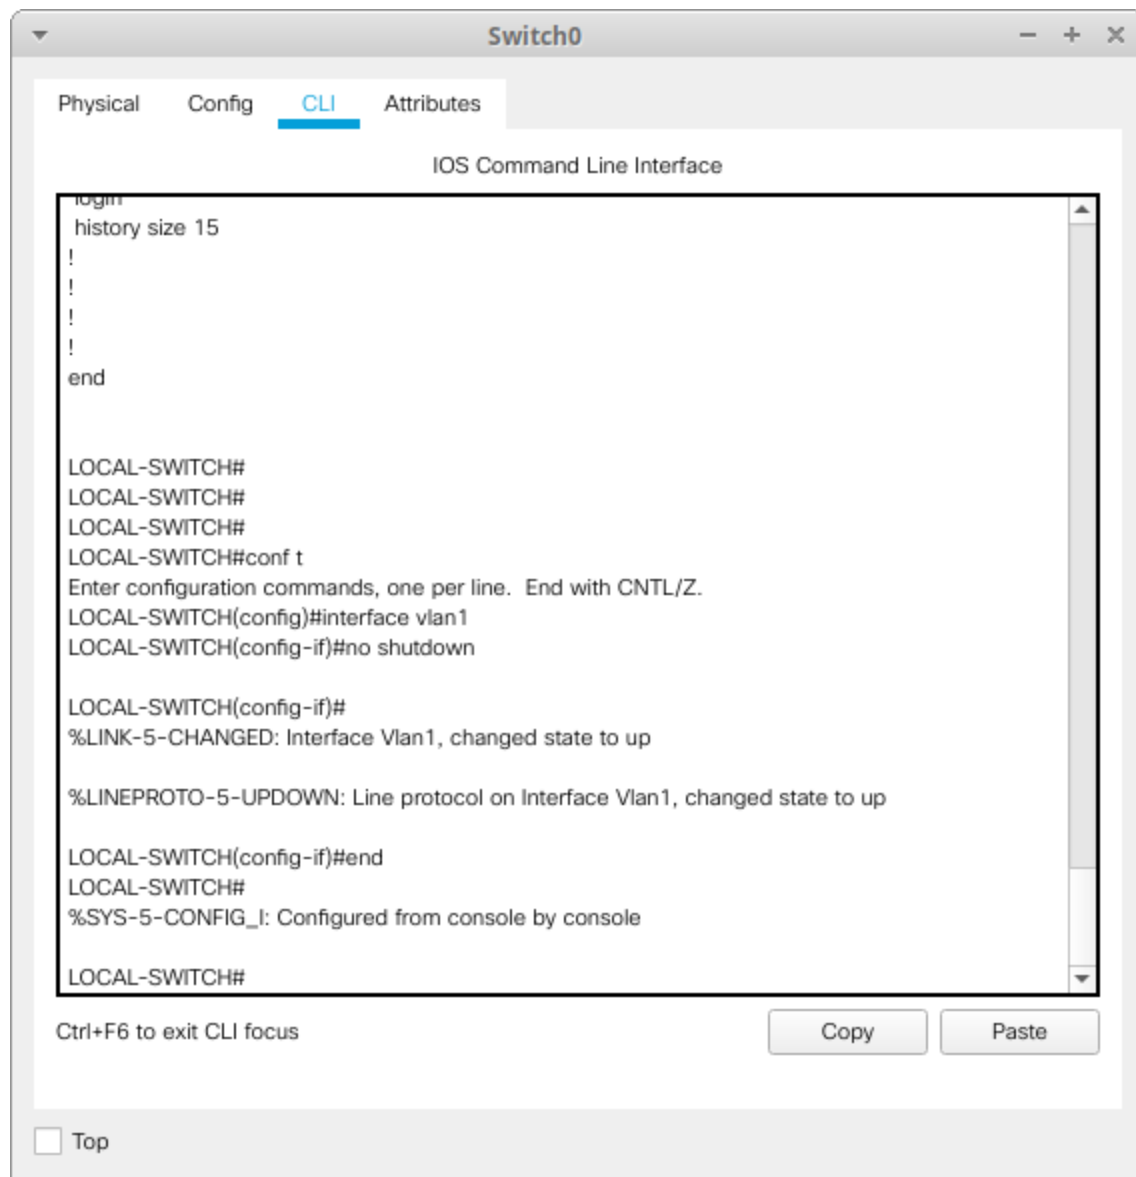 Switch0
Physical Config CLI Attributes
IOS Command Line Interface
login
history size 15
!
!
!
!
end
LOCAL-SWITCH#
LOCAL-SWITCH#
LOCAL-SWITCH#
LOCAL-SWITCH#conf t
Enter configuration commands, one per line.  End with CNTL/Z.
LOCAL-SWITCH(config)#interface vlan1
LOCAL-SWITCH(config-if)#no shutdown
LOCAL-SWITCH(config-if)#
%LINK-5-CHANGED: Interface Vlan1, changed state to up
%LINEPROTO-5-UPDOWN: Line protocol on Interface Vlan1, changed state to up
LOCAL-SWITCH(config-if)#end
LOCAL-SWITCH#
%SYS-5-CONFIG_I: Configured from console by console
LOCAL-SWITCH#
Ctrl+F6 to exit CLI focus
Copy Paste
Top